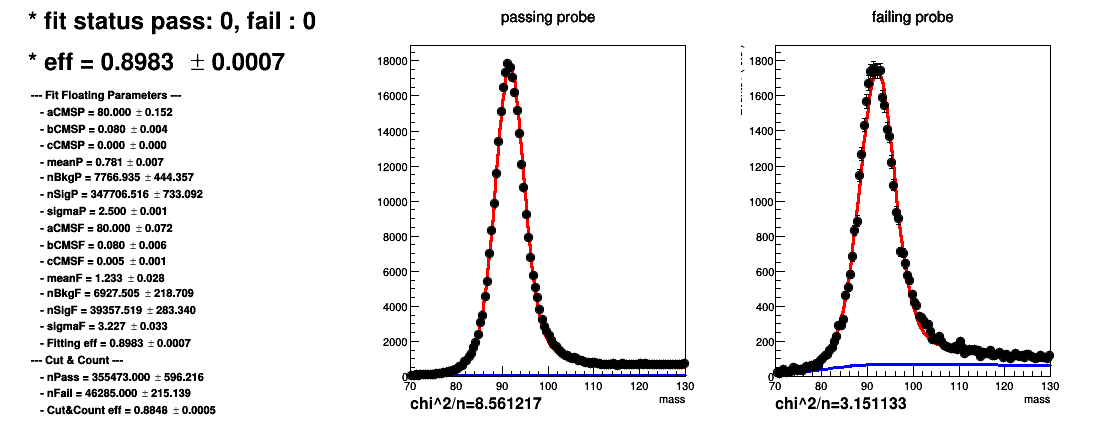 * fit status pass: 0, fail : 0
* eff = 0.8983 ± 0.0007
--- Fit Floating Parameters ---
- aCMSP = 80.000 ± 0.152
- bCMSP = 0.080 ± 0.004
- cCMSP = 0.000 ± 0.000
- meanP = 0.781 ± 0.007
- nBkgP = 7766.935 ± 444.357
- nSigP = 347706.516 ± 733.092
- sigmaP = 2.500 ± 0.001
- aCMSF = 80.000 ± 0.072
- bCMSF = 0.080 ± 0.006
- cCMSF = 0.005 ± 0.001
- meanF = 1.233 ± 0.028
- nBkgF = 6927.505 ± 218.709
- nSigF = 39357.519 ± 283.340
- sigmaF = 3.227 ± 0.033
- Fitting eff = 0.8983 ± 0.0007
--- Cut & Count ---
- nPass = 355473.000 ± 596.216
- nFail = 46285.000 ± 215.139
- Cut&Count eff = 0.8848 ± 0.0005
passing probe
18000
16000
14000
12000
10000
8000
6000
4000
2000
0
70 80 90 100 110 120 130
mass
chi^2/n=8.561217
failing probe
1800
1600
1400
1200
1000
800
600
400
200
0
70 80 90 100 110 120 130
mass
chi^2/n=3.151133